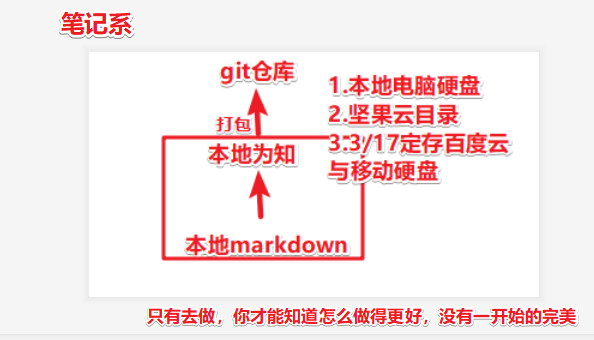 笔记系
git仓库
1.本地电脑硬盘
2.坚果云目录
打包
3.3/17定存百度云
本地为知
与移动硬盘
本地markdown
只有去做，你才能知道怎么做得更好，没有一开始的完美